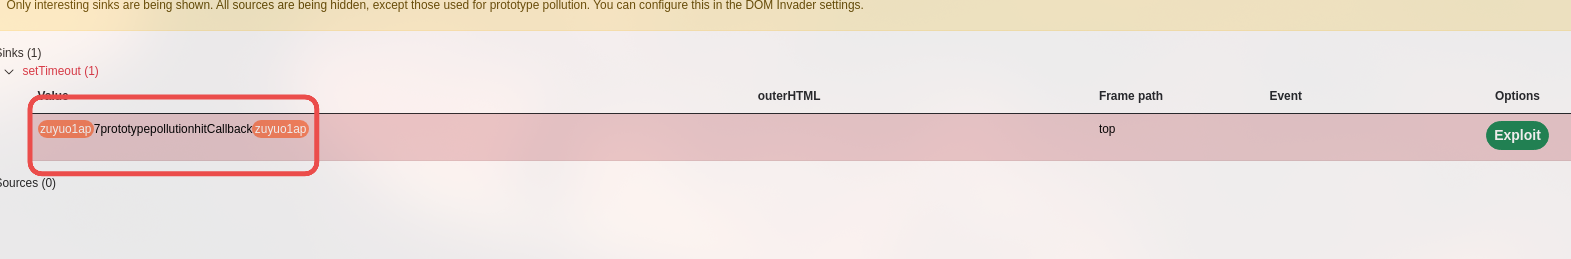 Only interesting sinks are being shown. All sources are being hidden, except those used for prototype pollution. You can configure this in the DOM Invader settings.
Sinks (1)
setTimeout (1)
Value outerHTML Frame path Event Options
zuyuo1ap7prototypepollutionhitCallbackzuyuo1ap top Exploit
Sources (0)